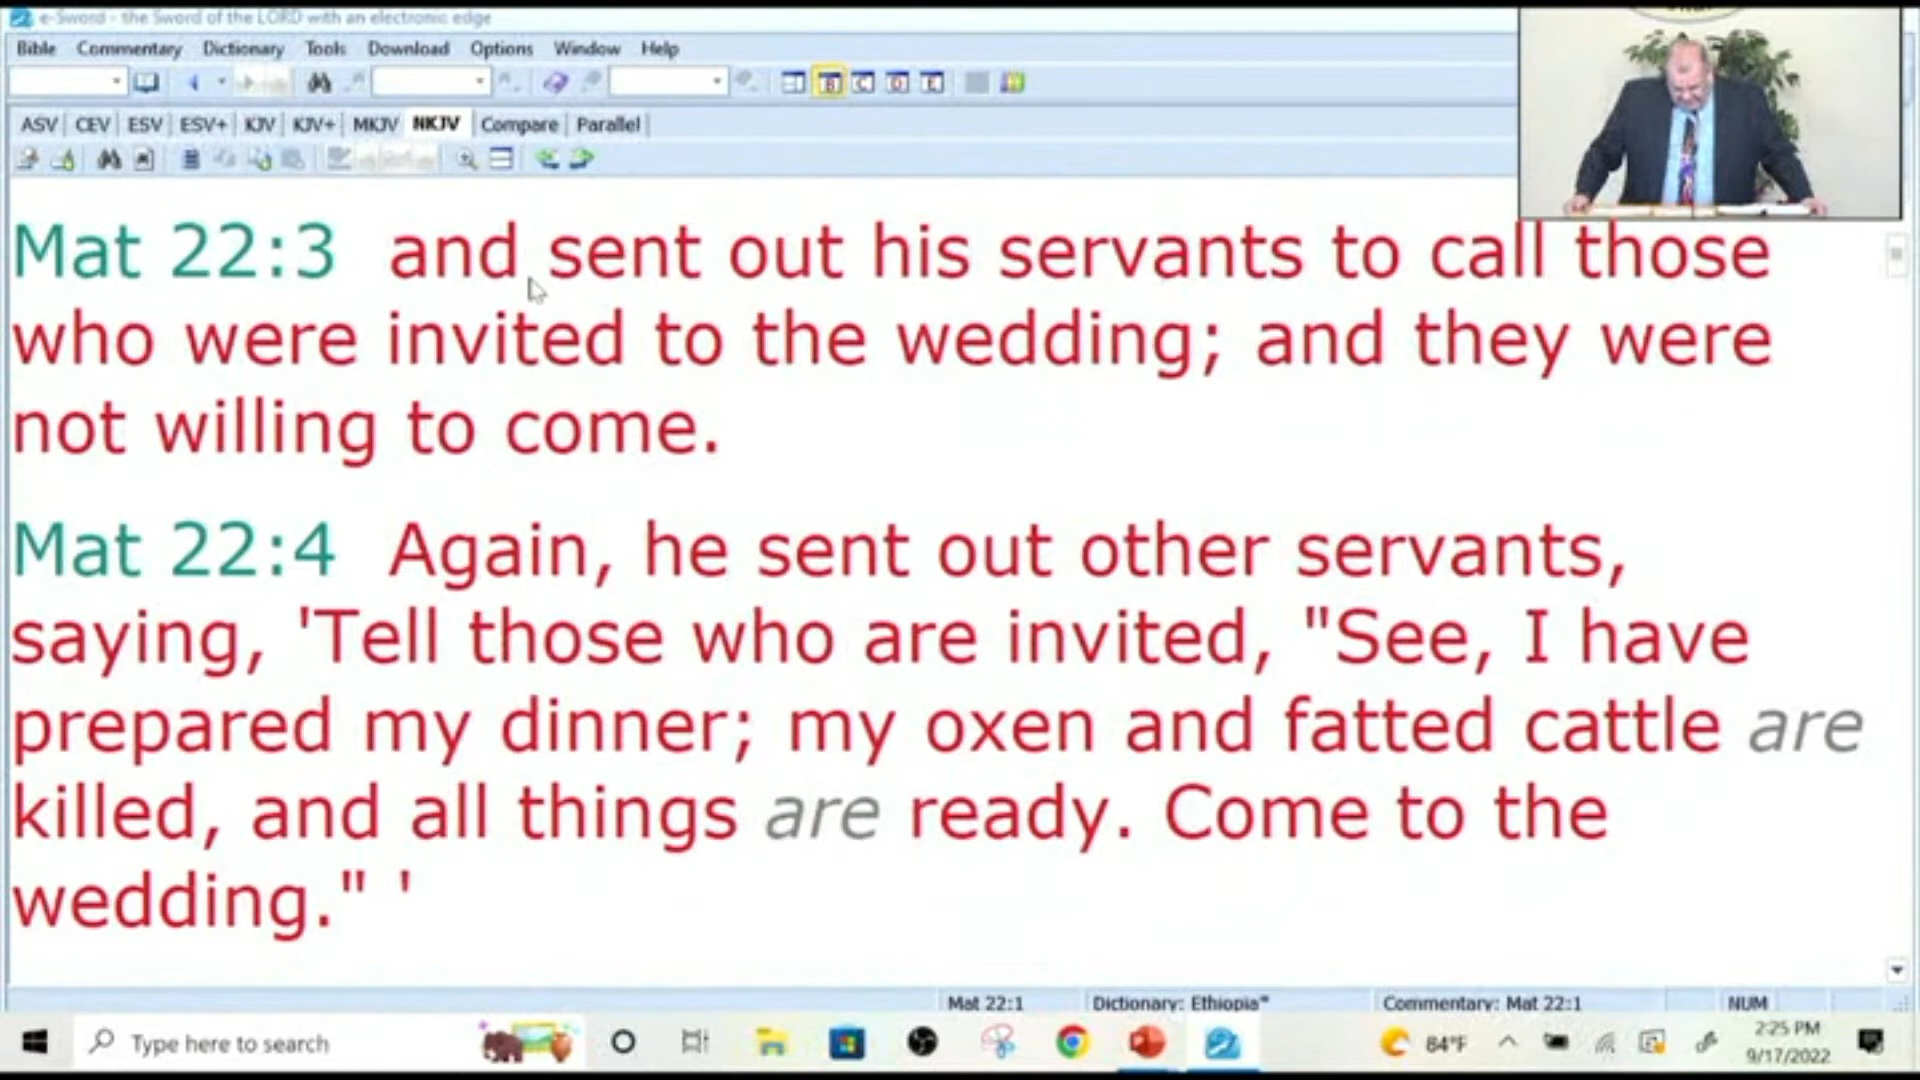 e-Sword - the Sword of the LORD with an electronic edge
Bible Commentary Dictionary Tools Download Options Window Help
B C D E
ASV CEV ESV ESV+ KJV KJV+ MKJV NKJV Compare Parallel
Mat 22:3 and sent out his servants to call those
who were invited to the wedding; and they were
not willing to come.
Mat 22:4 Again, he sent out other servants,
saying, 'Tell those who are invited, "See, I have
prepared my dinner; my oxen and fatted cattle are
killed, and all things are ready. Come to the
wedding." '
Mat 22:1 Dictionary: Ethiopia* Commentary: Mat 22:1 NUM
Type here to search
84°F
2:25 PM
9/17/2022